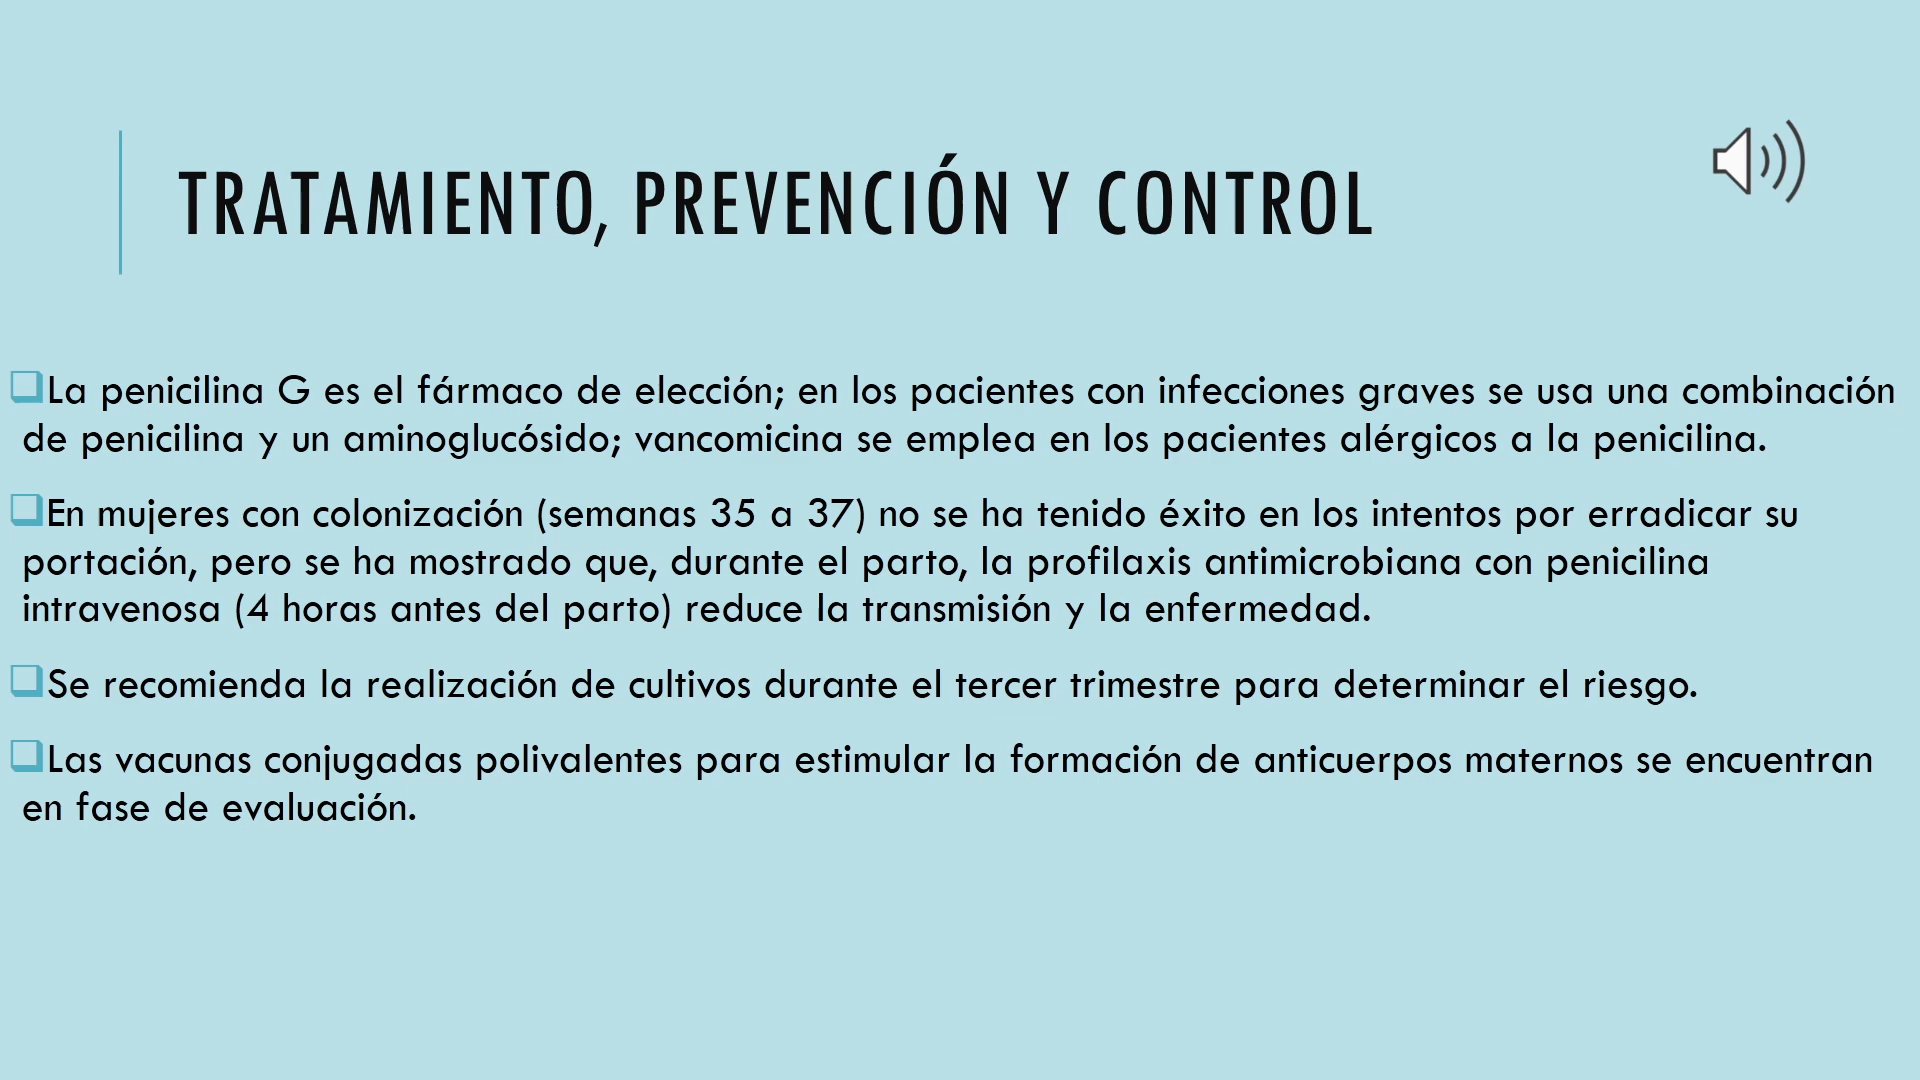 TRATAMIENTO, PREVENCIÓN Y CONTROL
La penicilina G es el fármaco de elección; en los pacientes con infecciones graves se usa una combinación
de penicilina y un aminoglucósido; vancomicina se emplea en los pacientes alérgicos a la penicilina.
En mujeres con colonización (semanas 35 a 37) no se ha tenido éxito en los intentos por erradicar su
portación, pero se ha mostrado que, durante el parto, la profilaxis antimicrobiana con penicilina
intravenosa (4 horas antes del parto) reduce la transmisión y la enfermedad.
Se recomienda la realización de cultivos durante el tercer trimestre para determinar el riesgo.
Las vacunas conjugadas polivalentes para estimular la formación de anticuerpos maternos se encuentran
en fase de evaluación.